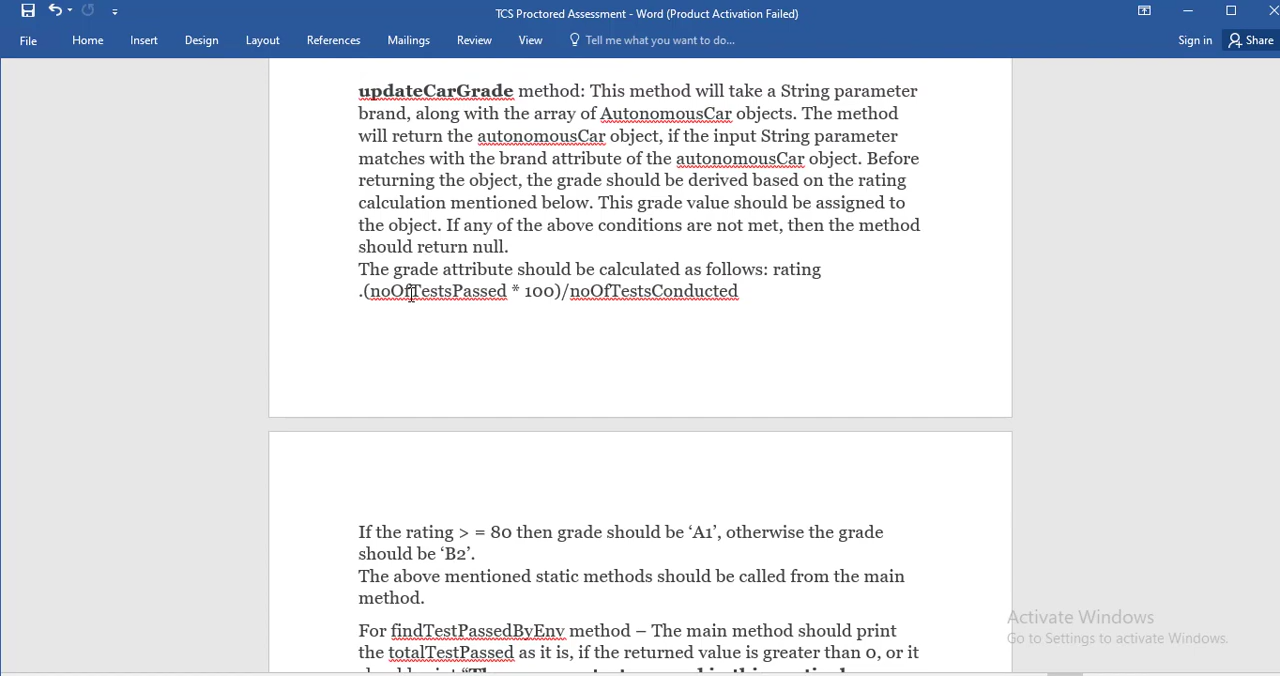 TCS Proctored Assessment - Word (Product Activation Failed)
File Home Insert Design Layout References Mailings Review View Tell me what you want to do... Sign in Share
updateCarGrade method: This method will take a String parameter
brand, along with the array of AutonomousCar objects. The method
will return the autonomousCar object, if the input String parameter
matches with the brand attribute of the autonomousCar object. Before
returning the object, the grade should be derived based on the rating
calculation mentioned below. This grade value should be assigned to
the object. If any of the above conditions are not met, then the method
should return null.
The grade attribute should be calculated as follows: rating
.(noOfTestsPassed * 100)/noOfTestsConducted
If the rating > = 80 then grade should be ‘A1’, otherwise the grade
should be ‘B2’.
The above mentioned static methods should be called from the main
method.
For findTestPassedByEnv method – The main method should print
the totalTestPassed as it is, if the returned value is greater than 0, or it
Activate Windows
Go to Settings to activate Windows.